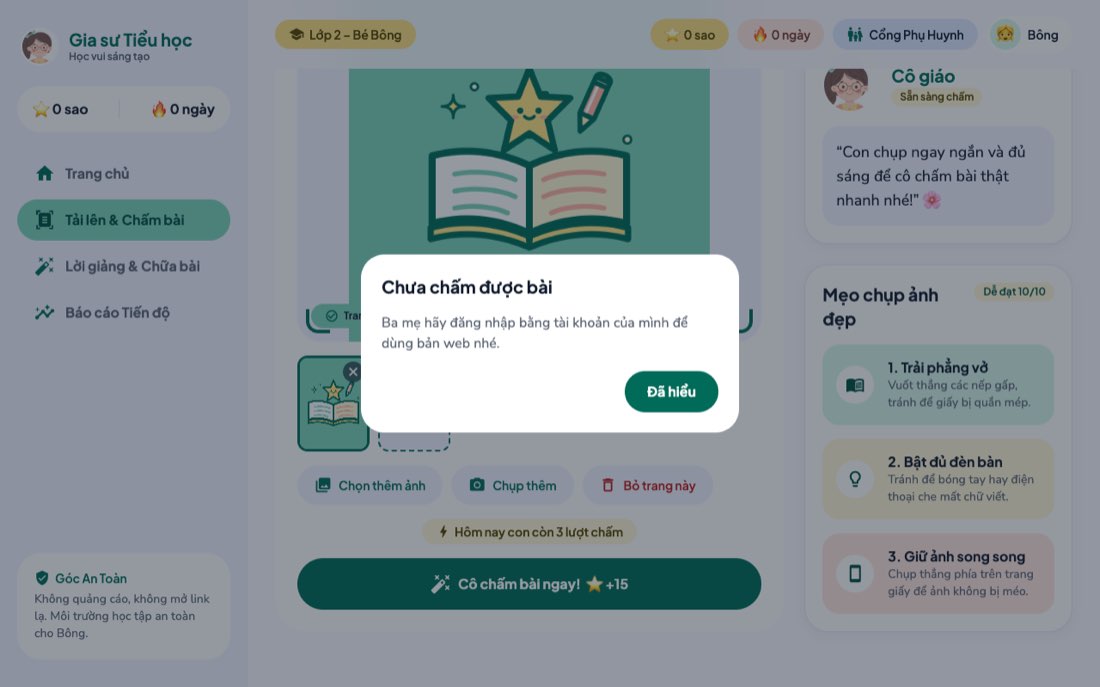 Gia sư Tiểu học
Học vui sáng tạo
0 sao
0 ngày
Trang chủ
Tải lên & Chấm bài
Lời giảng & Chữa bài
Báo cáo Tiến độ
Góc An Toàn
Không quảng cáo, không mở link
lạ. Môi trường học tập an toàn
cho Bông.
Lớp 2 – Bé Bông
0 sao
0 ngày
Cổng Phụ Huynh
Bông
Chưa chấm được bài
Ba mẹ hãy đăng nhập bằng tài khoản của mình để
dùng bản web nhé.
Đã hiểu
Chọn thêm ảnh
Chụp thêm
Bỏ trang này
Hôm nay con còn 3 lượt chấm
Cô chấm bài ngay! ⭐ +15
Cô giáo
Sẵn sàng chấm
“Con chụp ngay ngắn và đủ
sáng để cô chấm bài thật
nhanh nhé!” 🌸
Mẹo chụp ảnh
đẹp
Dễ đạt 10/10
1. Trải phẳng vở
Vuốt thẳng các nếp gấp,
tránh để giấy bị quăn mép.
2. Bật đủ đèn bàn
Tránh để bóng tay hay điện
thoại che mất chữ viết.
3. Giữ ảnh song song
Chụp thẳng phía trên trang
giấy để ảnh không bị méo.